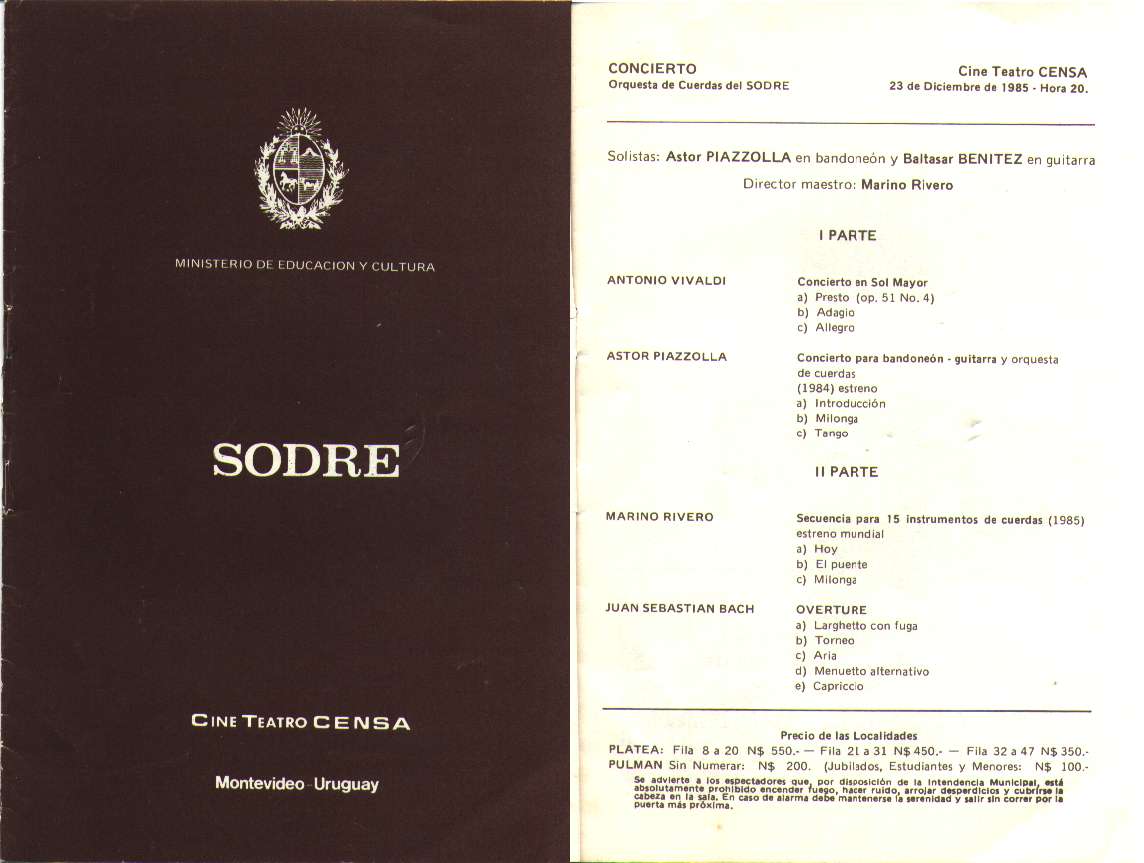 MINISTERIO DE EDUCACION Y CULTURA
SODRE
CINE TEATRO CENSA
Montevideo - Uruguay
CONCIERTO
Orquesta de Cuerdas del SODRE
Cine Teatro CENSA
23 de Diciembre de 1985 - Hora 20.
Solistas: Astor PIAZZOLLA en bandoneón y Baltasar BENITEZ en guitarra
Director maestro: Marino Rivero
I PARTE
ANTONIO VIVALDI
Concierto en Sol Mayor
a) Presto (op. 51 No. 4)
b) Adagio
c) Allegro
ASTOR PIAZZOLLA
Concierto para bandoneón - guitarra y orquesta
de cuerdas
(1984) estreno
a) Introducción
b) Milonga
c) Tango
II PARTE
MARINO RIVERO
Secuencia para 15 instrumentos de cuerdas (1985)
estreno mundial
a) Hoy
b) El puente
c) Milonga
JUAN SEBASTIAN BACH
OVERTURE
a) Larghetto con fuga
b) Torneo
c) Aria
d) Menuetto alternativo
e) Capriccio
Precio de las Localidades
PLATEA: Fila 8 a 20 N$ 550.- — Fila 21 a 31 N$ 450.- — Fila 32 a 47 N$ 350.-
PULMAN Sin Numerar: N$ 200. (Jubilados, Estudiantes y Menores: N$ 100.-
Se advierte a los espectadores que, por disposición de la Intendencia Municipal, está
absolutamente prohibido encender fuego, hacer ruido, arrojar desperdicios y cubrirse la
cabeza en la sala. En caso de alarma debe mantenerse la serenidad y salir sin correr por la
puerta más próxima.